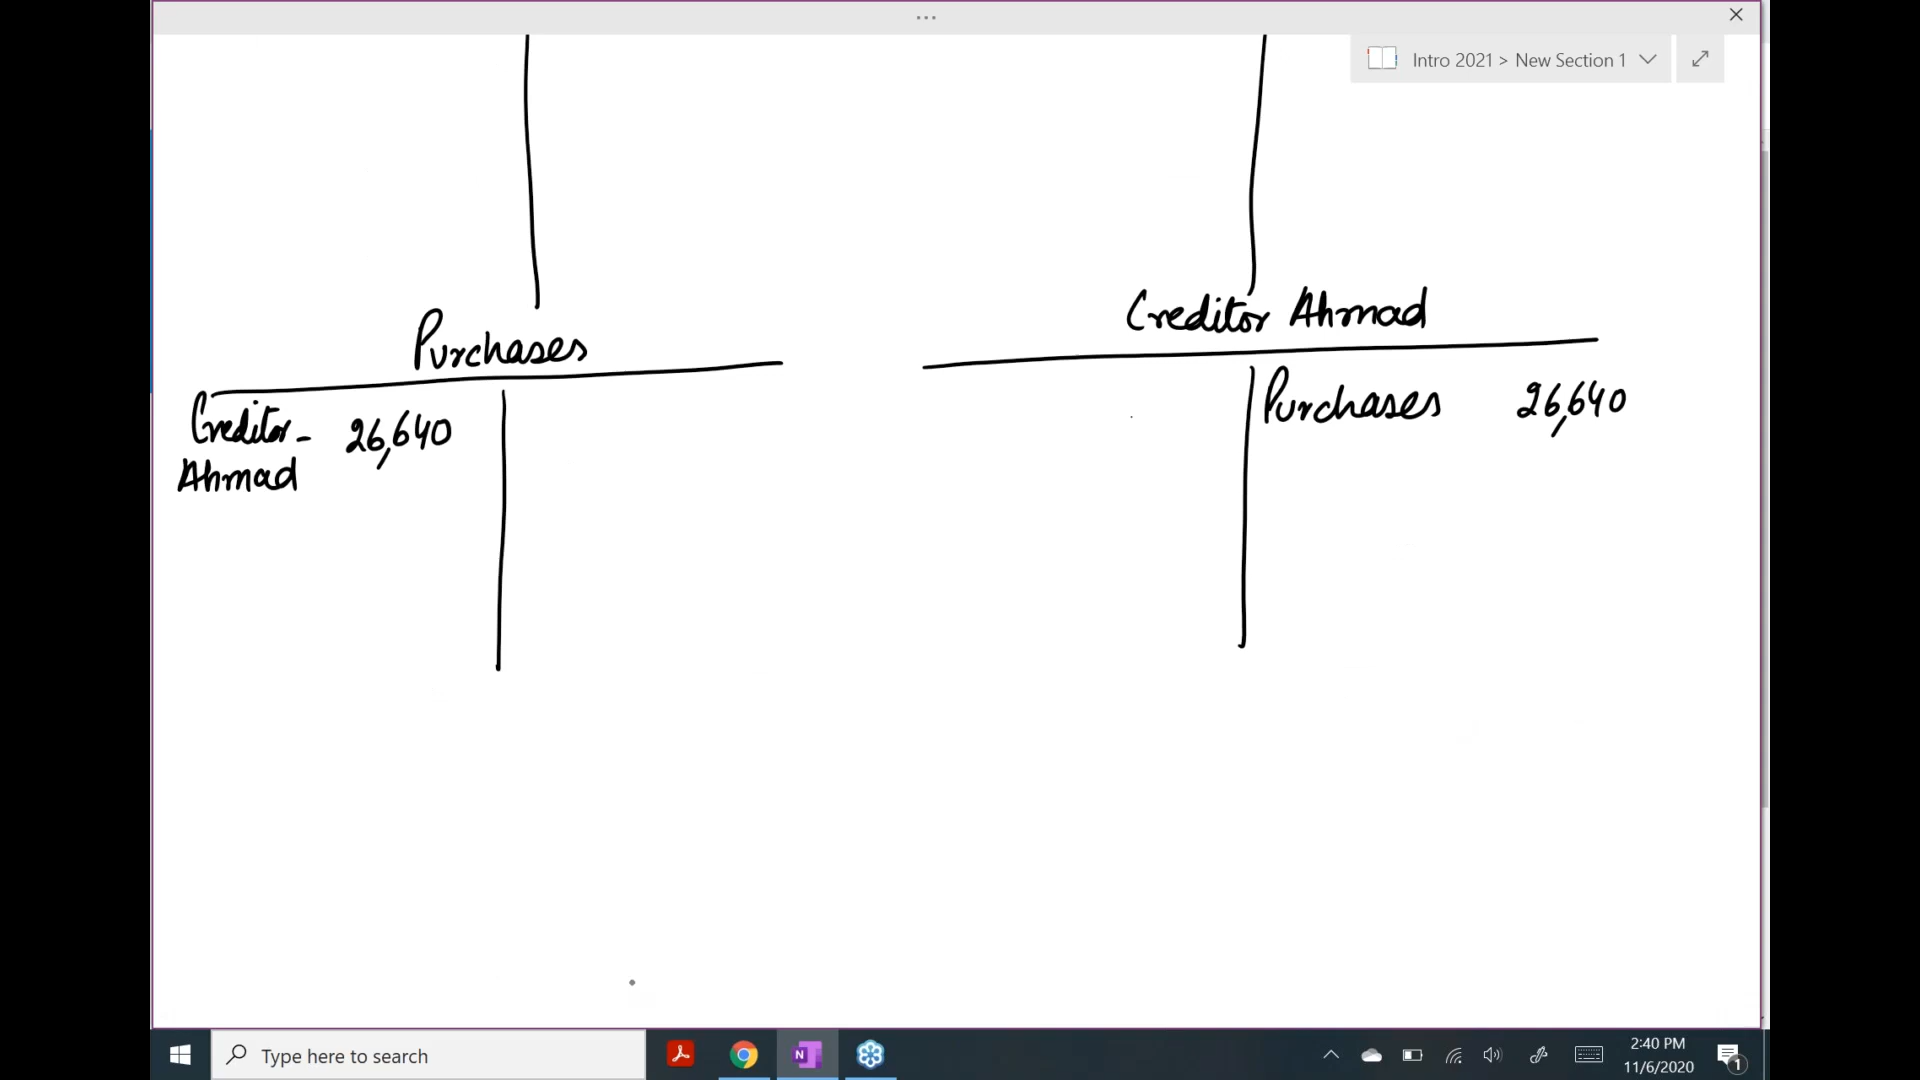 Intro 2021 > New Section 1
Creditor Ahmad
Purchases
Purchases 26,640
Creditor - 26,640
Ahmad
Type here to search
2:40 PM
11/6/2020
1